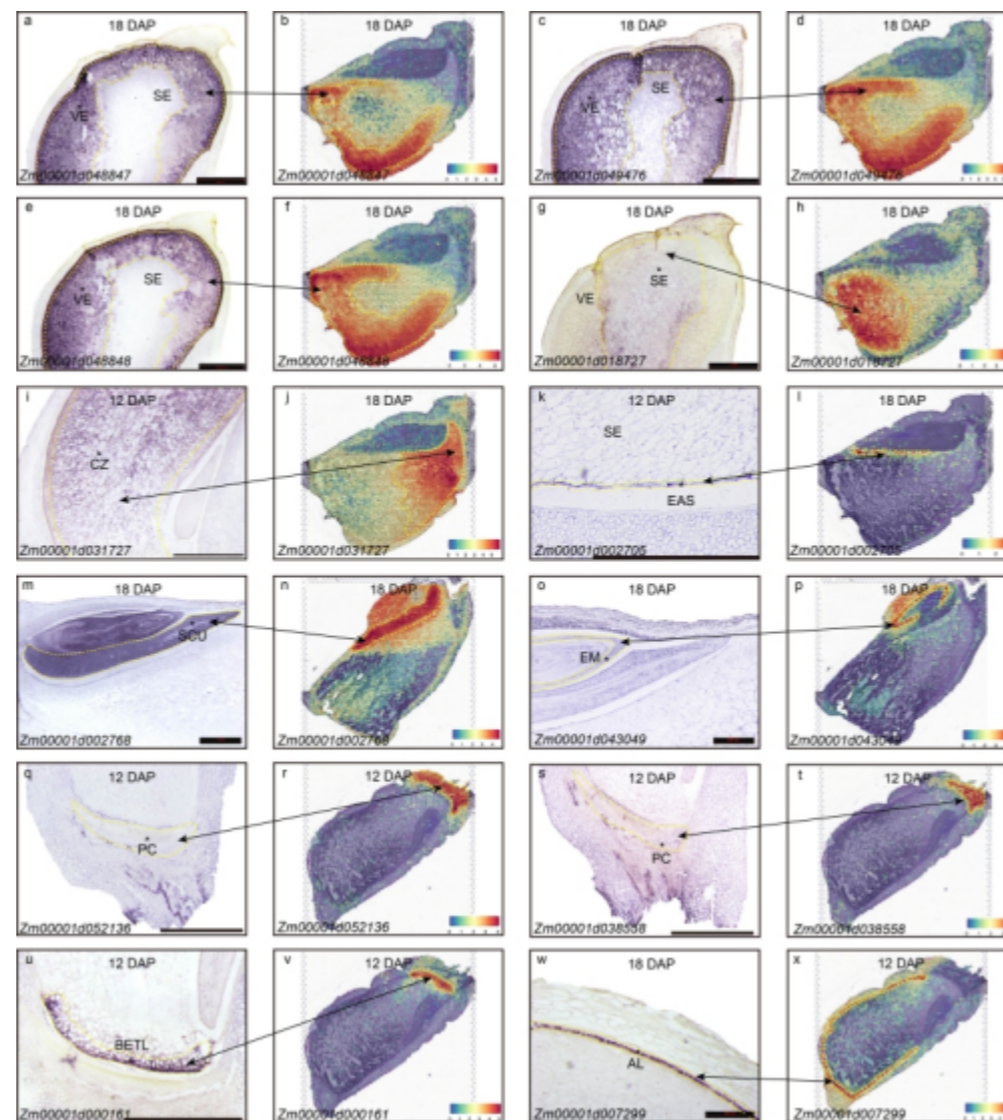 a 18 DAP
SE
VE
Zm00001d048847
b 18 DAP
Zm00001d048847
c 18 DAP
SE
VE
Zm00001d049476
d 18 DAP
Zm00001d049476
e 18 DAP
SE
VE
Zm00001d048848
f 18 DAP
Zm00001d048848
g 18 DAP
SE
VE
Zm00001d018727
h 18 DAP
Zm00001d018727
i 12 DAP
CZ
Zm00001d031727
j 18 DAP
Zm00001d031727
k 12 DAP
SE
EAS
Zm00001d002705
l 18 DAP
Zm00001d002705
m 18 DAP
SCU
Zm00001d002768
n 18 DAP
Zm00001d002768
o 18 DAP
EM
Zm00001d043049
p 18 DAP
Zm00001d043049
q 12 DAP
PC
Zm00001d052136
r 12 DAP
Zm00001d052136
s 12 DAP
PC
Zm00001d038558
t 12 DAP
Zm00001d038558
u 12 DAP
BETL
Zm00001d000161
v 12 DAP
Zm00001d000161
w 18 DAP
AL
Zm00001d007299
x 12 DAP
Zm00001d007299